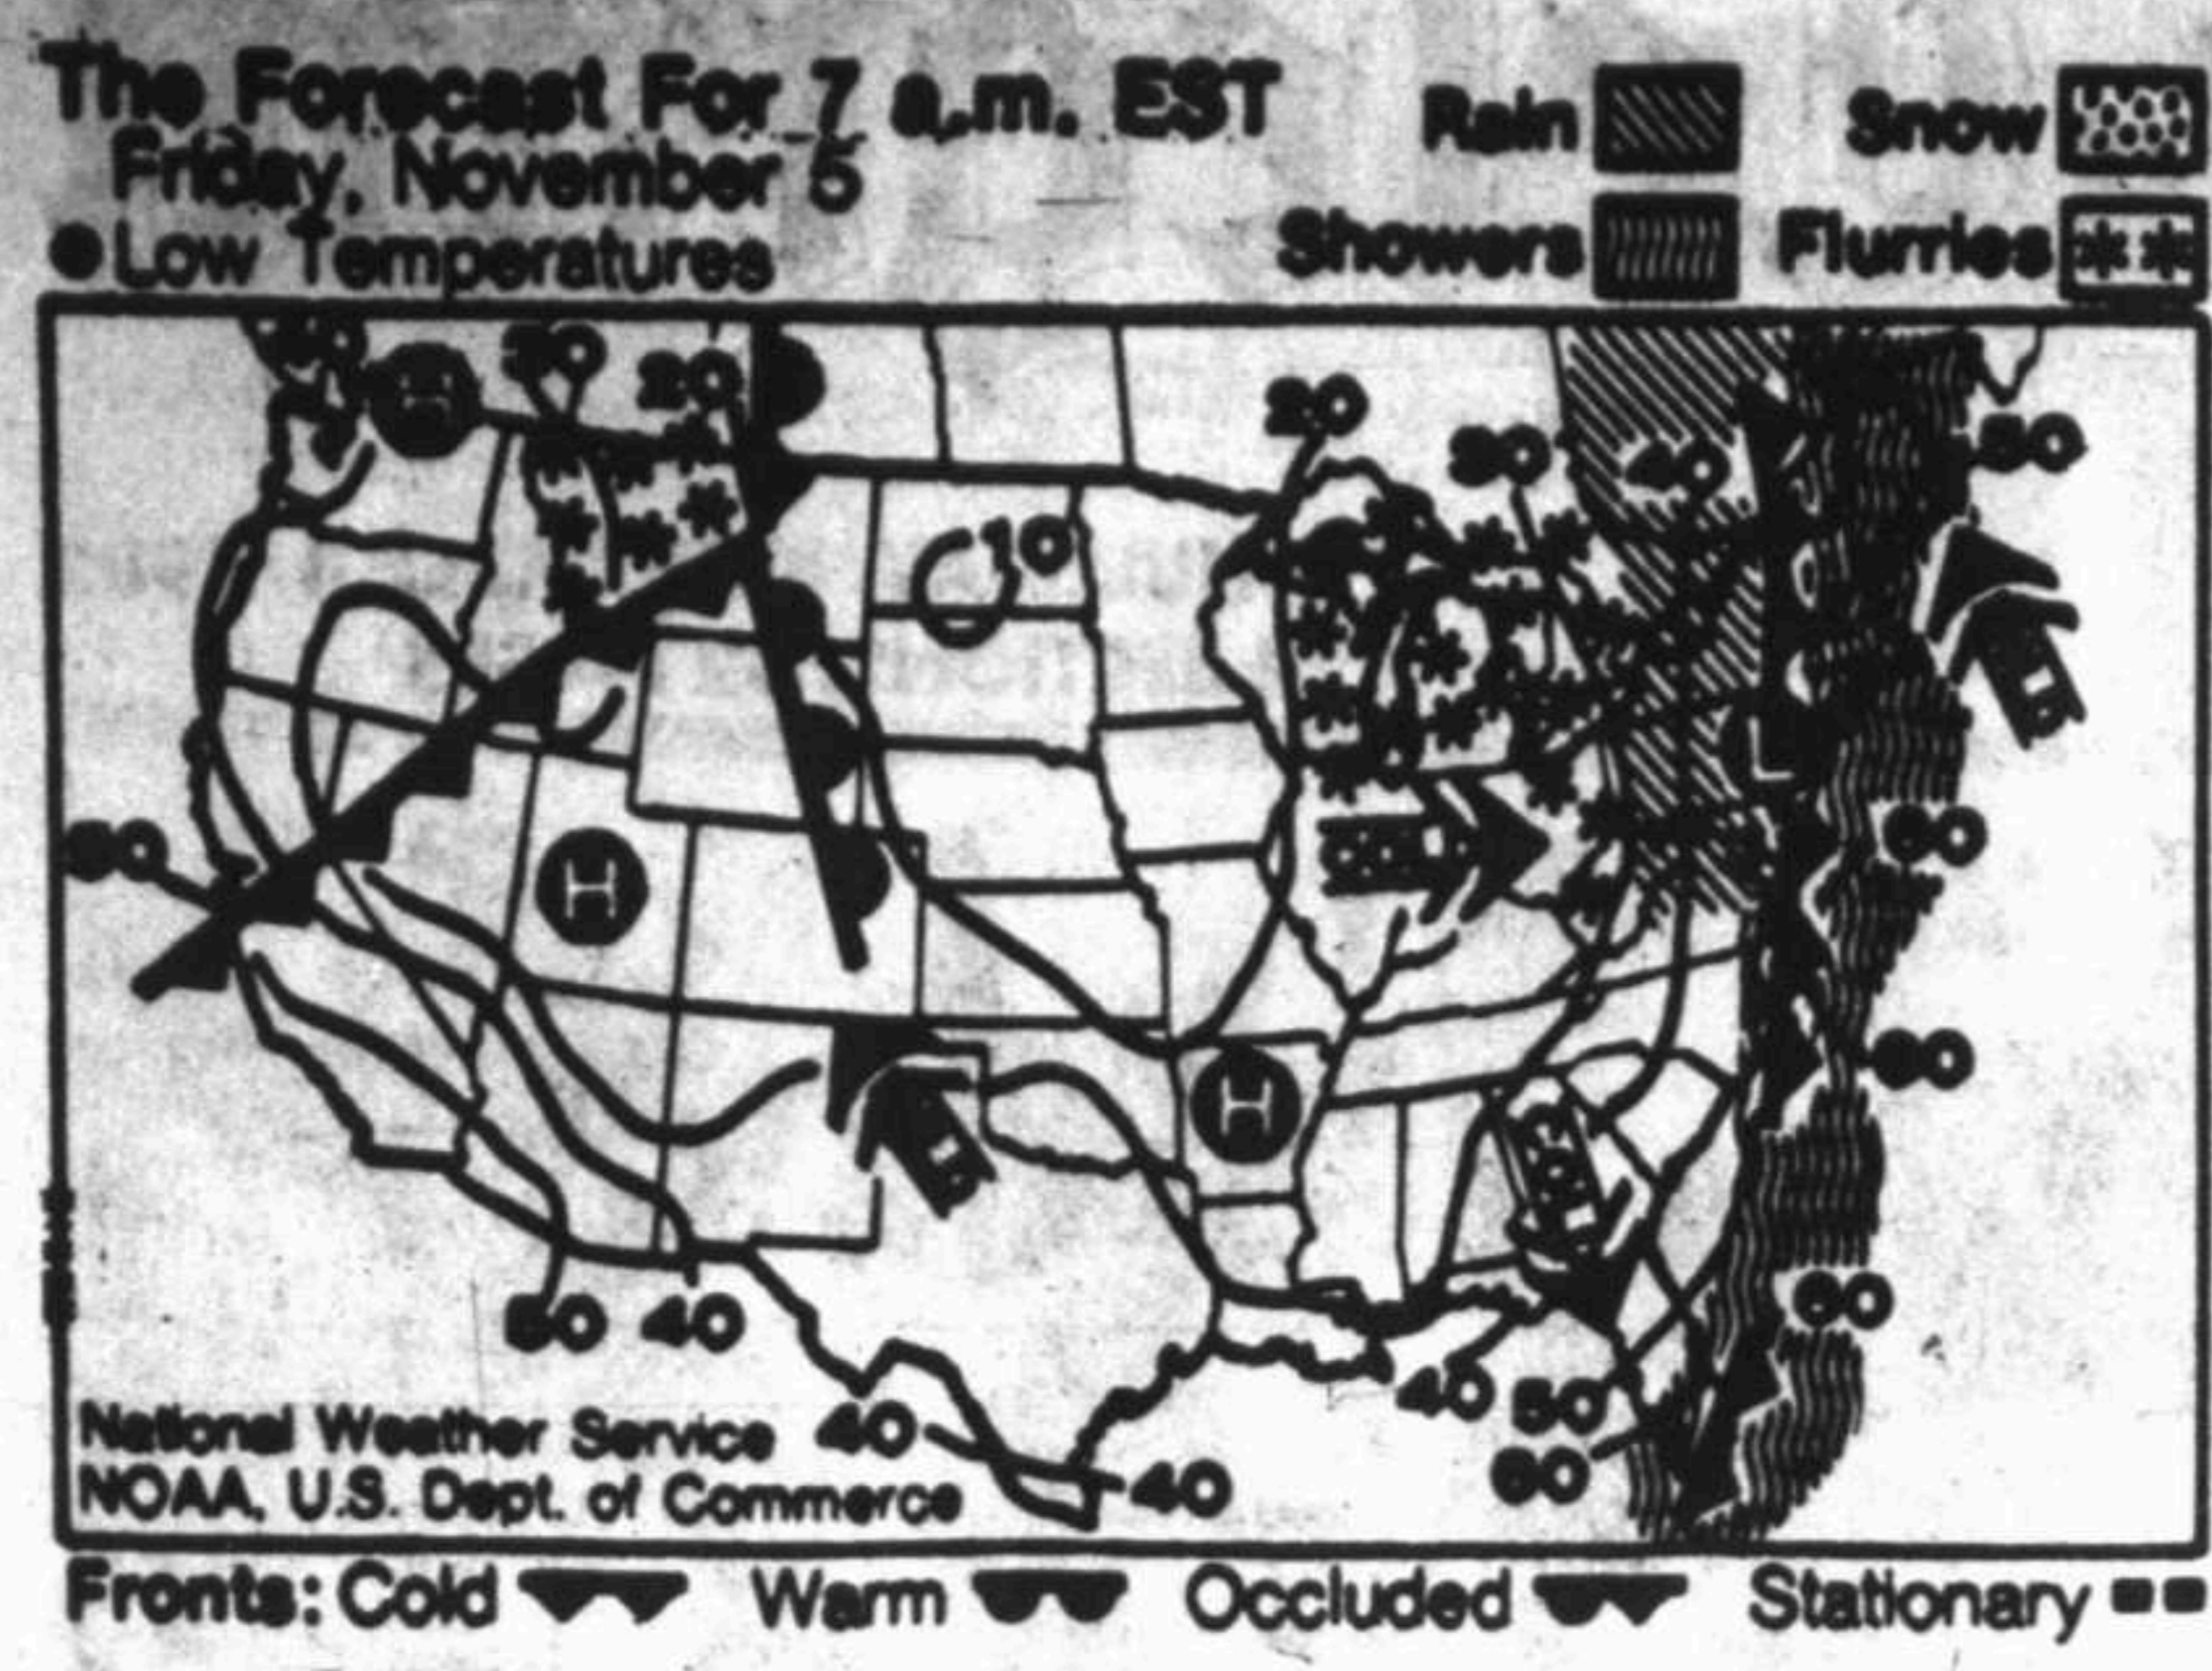 The Forecast For 7 a.m. EST
Friday, November 5
● Low Temperatures
Rain
Snow
Showers
Flurries
30
20
20
30
40
50
10
H
L
60
60
H
60
50 40
40 50
60
40
40
National Weather Service
NOAA, U.S. Dept. of Commerce
Fronts: Cold Warm Occluded Stationary